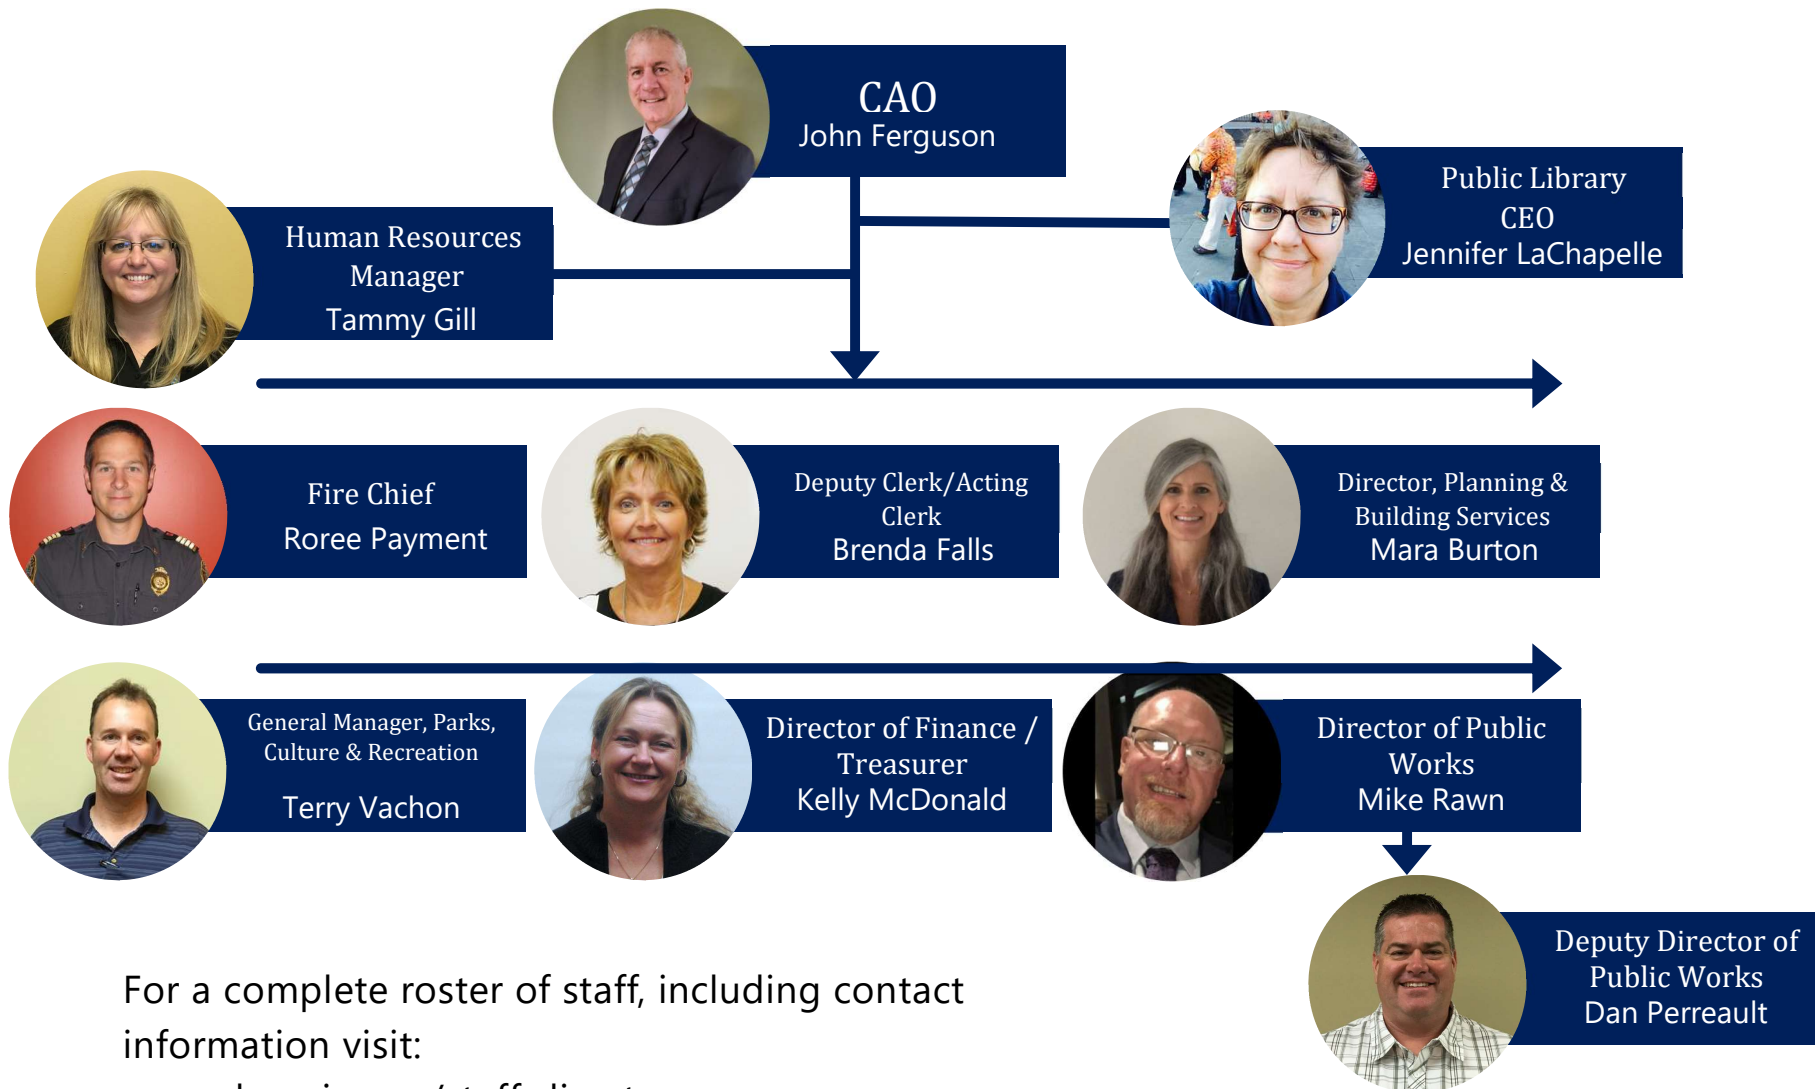 CAO
John Ferguson
Public Library
CEO
Jennifer LaChapelle
Human Resources
Manager
Tammy Gill
Fire Chief
Roree Payment
Deputy Clerk/Acting
Clerk
Brenda Falls
Director, Planning &
Building Services
Mara Burton
General Manager, Parks,
Culture & Recreation
Terry Vachon
Director of Finance /
Treasurer
Kelly McDonald
Director of Public
Works
Mike Rawn
Deputy Director of
Public Works
Dan Perreault
For a complete roster of staff, including contact
information visit: